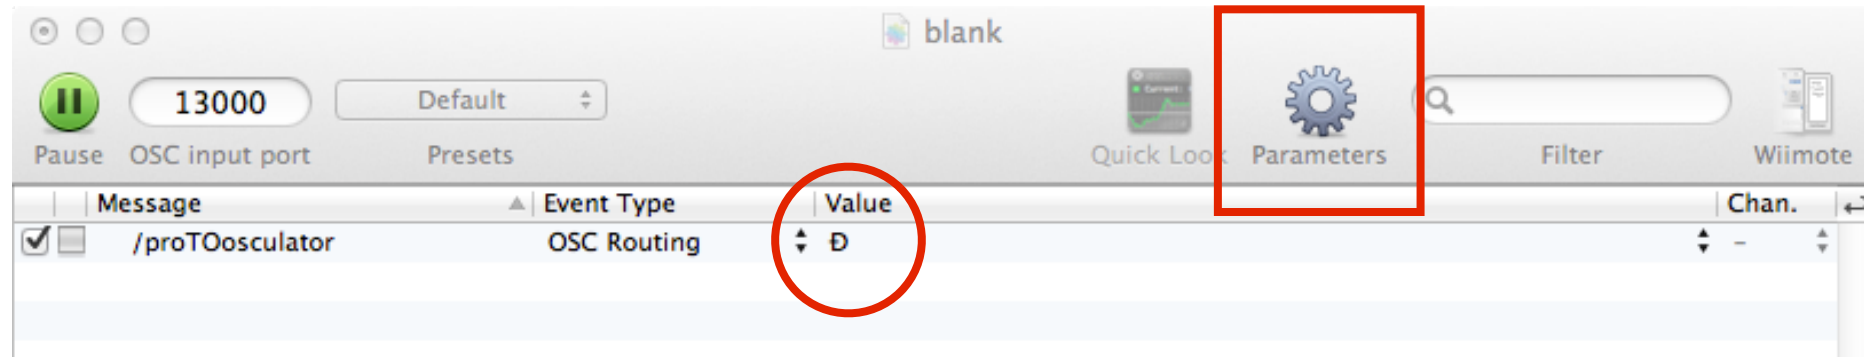 blank
13000 Default
Pause OSC input port Presets Quick Look Parameters Filter Wiimote
Message Event Type Value Chan.
/proTOosculator OSC Routing Đ -